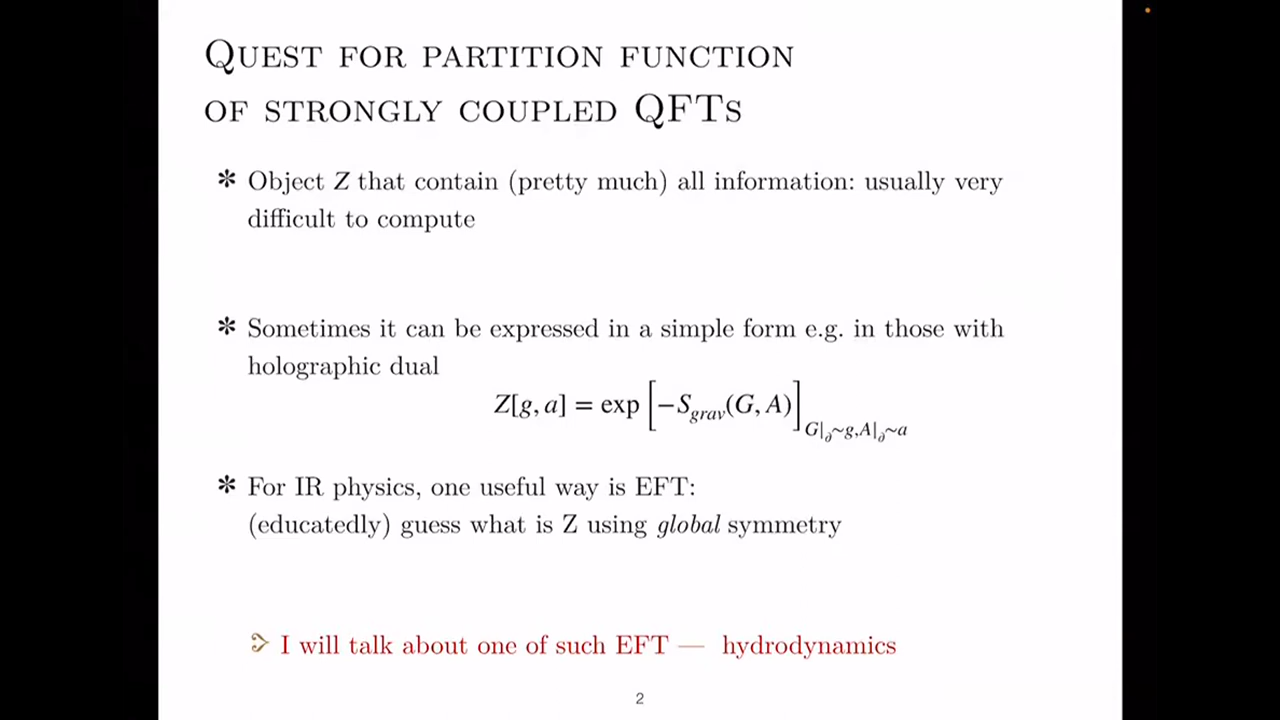 Quest for partition function
of strongly coupled QFTs
✻ Object Z that contain (pretty much) all information: usually very
difficult to compute
✻ Sometimes it can be expressed in a simple form e.g. in those with
holographic dual
Z[g, a] = exp [−S_{grav}(G, A)]_{G|_∂∼g,A|_∂∼a}
✻ For IR physics, one useful way is EFT:
(educatedly) guess what is Z using global symmetry
I will talk about one of such EFT — hydrodynamics
2